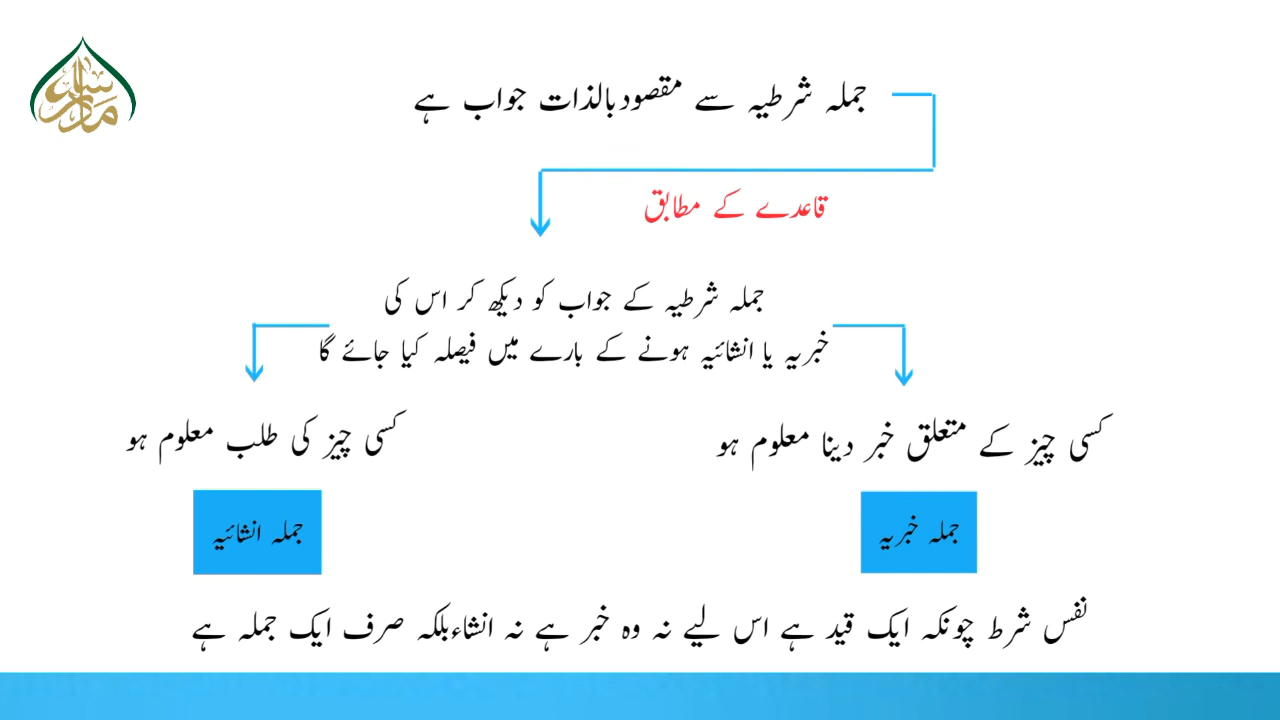 جملہ شرطیہ سے مقصود بالذات جواب ہے
قاعدے کے مطابق
جملہ شرطیہ کے جواب کو دیکھ کر اس کی
خبریہ یا انشائیہ ہونے کے بارے میں فیصلہ کیا جائے گا
کسی چیز کے متعلق خبر دینا معلوم ہو
کسی چیز کی طلب معلوم ہو
جملہ خبریہ
جملہ انشائیہ
نفس شرط چونکہ ایک قید ہے اس لیے نہ وہ خبر ہے نہ انشاء بلکہ صرف ایک جملہ ہے